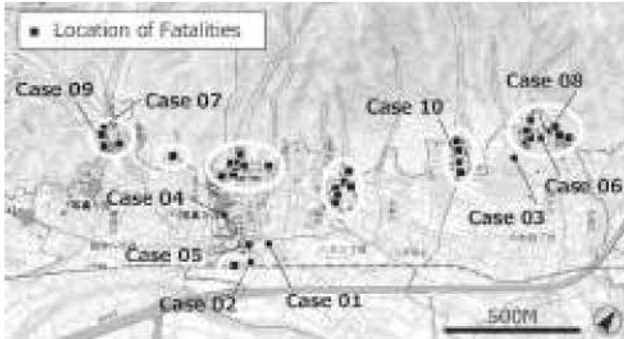 Location of Fatalities
Case 09
Case 07
Case 08
Case 10
Case 04
Case 06
Case 03
Case 05
Case 02
Case 01
500M